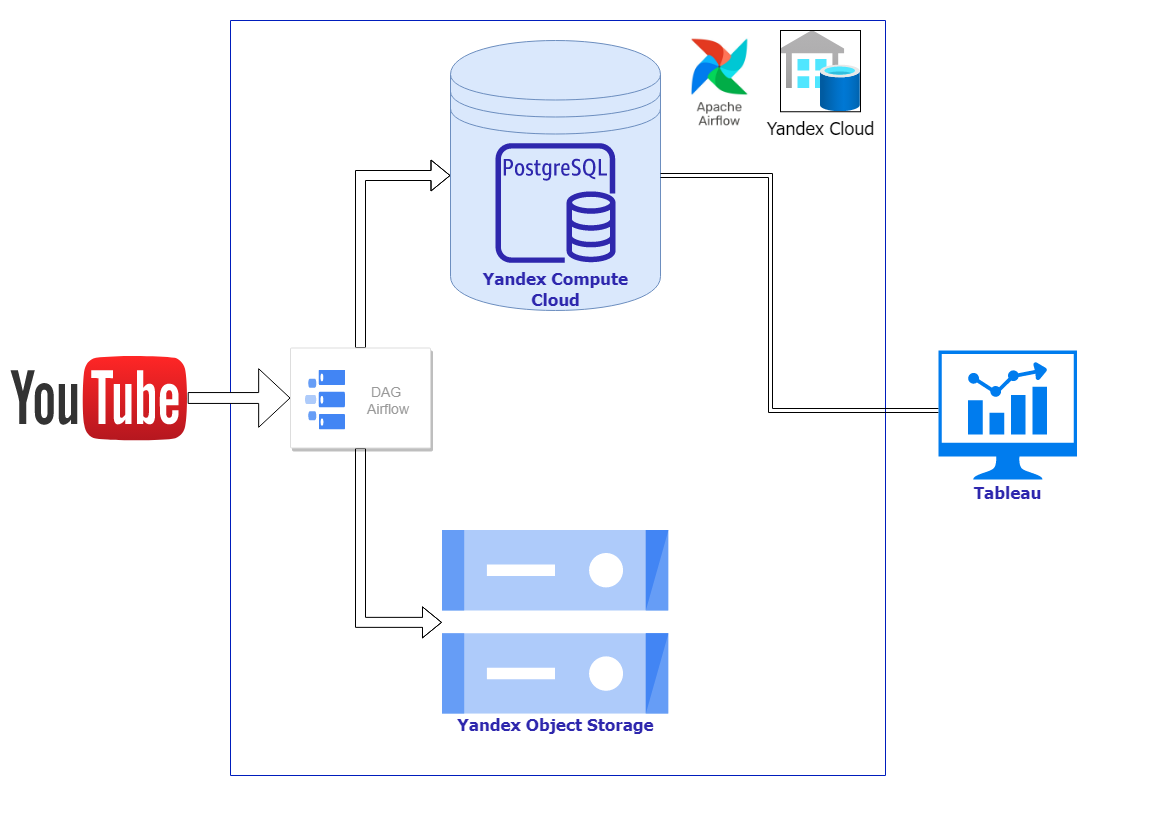 Apache
Airflow
Yandex Cloud
PostgreSQL
Yandex Compute
Cloud
YouTube
DAG
Airflow
Tableau
Yandex Object Storage